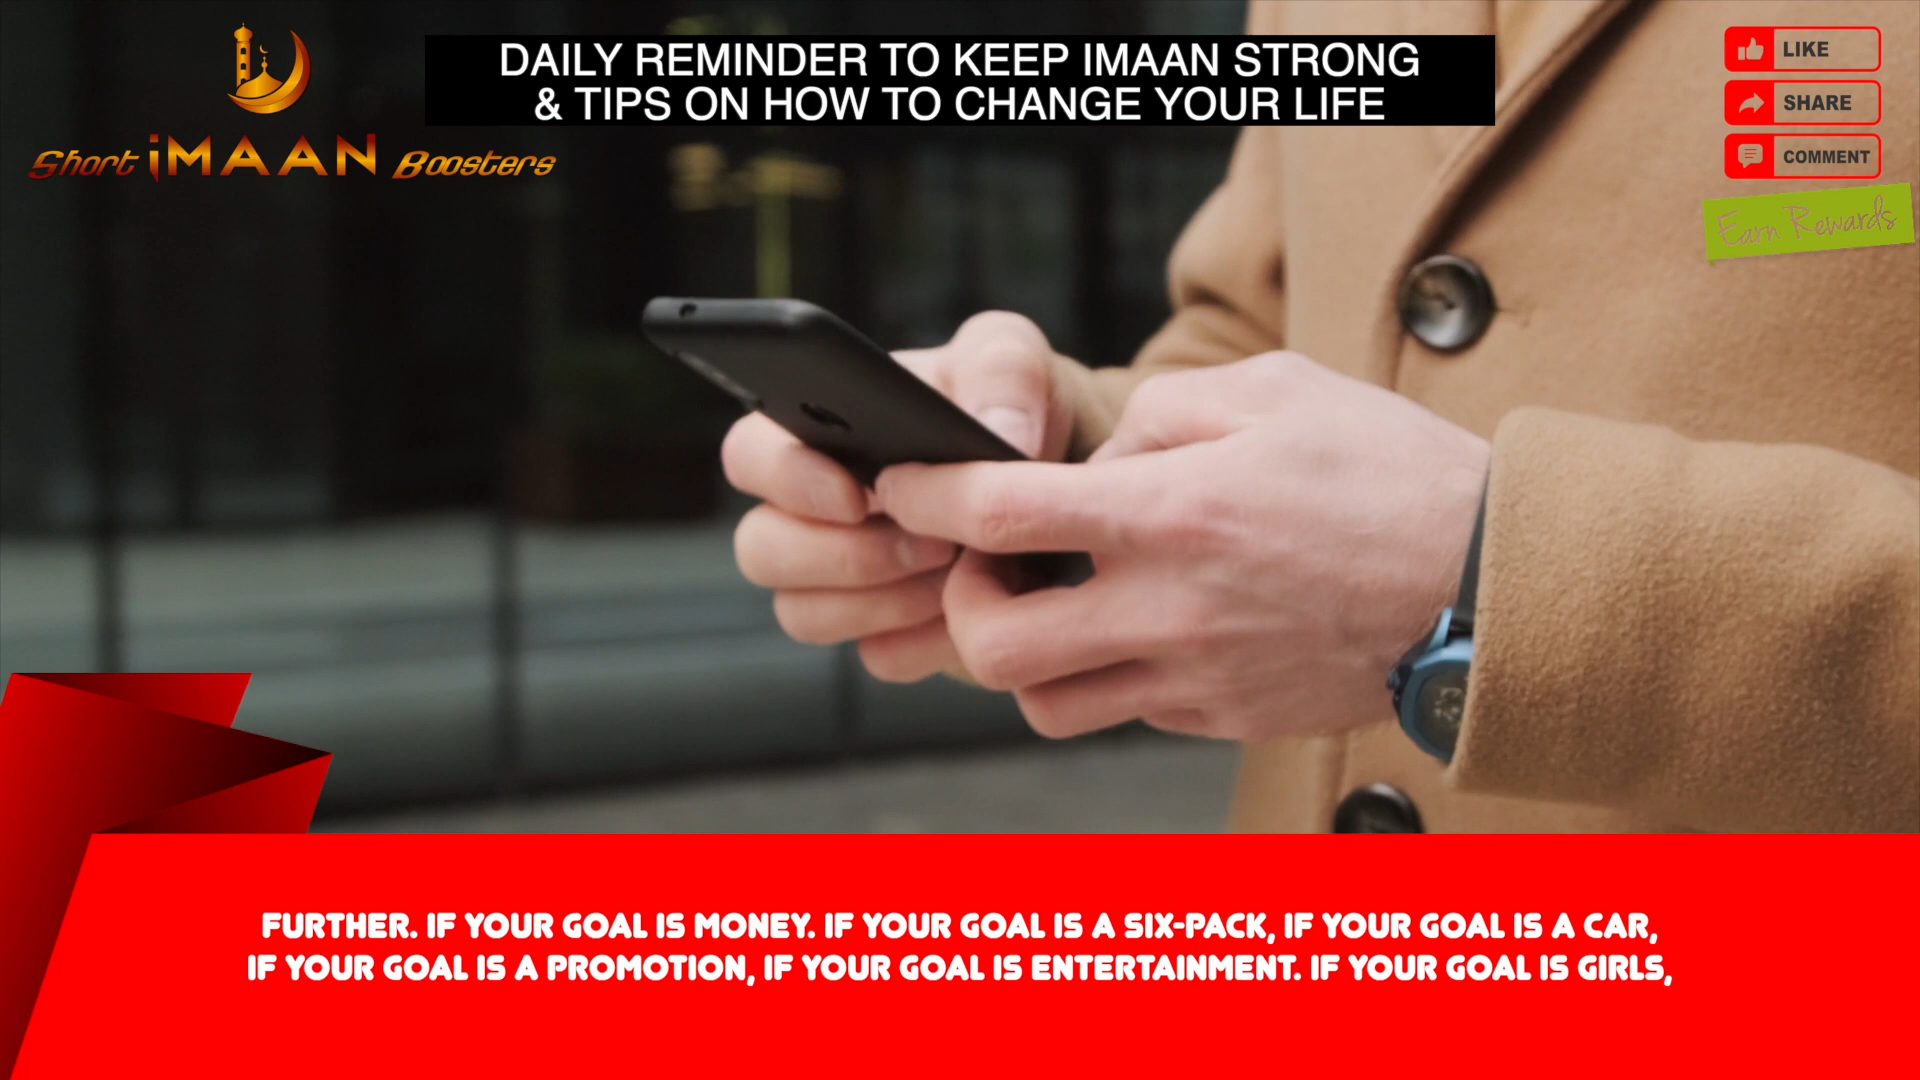 DAILY REMINDER TO KEEP IMAAN STRONG
& TIPS ON HOW TO CHANGE YOUR LIFE
Short iMAAN Boosters
LIKE
SHARE
COMMENT
Earn Rewards
FURTHER. IF YOUR GOAL IS MONEY. IF YOUR GOAL IS A SIX-PACK, IF YOUR GOAL IS A CAR,
IF YOUR GOAL IS A PROMOTION, IF YOUR GOAL IS ENTERTAINMENT. IF YOUR GOAL IS GIRLS,